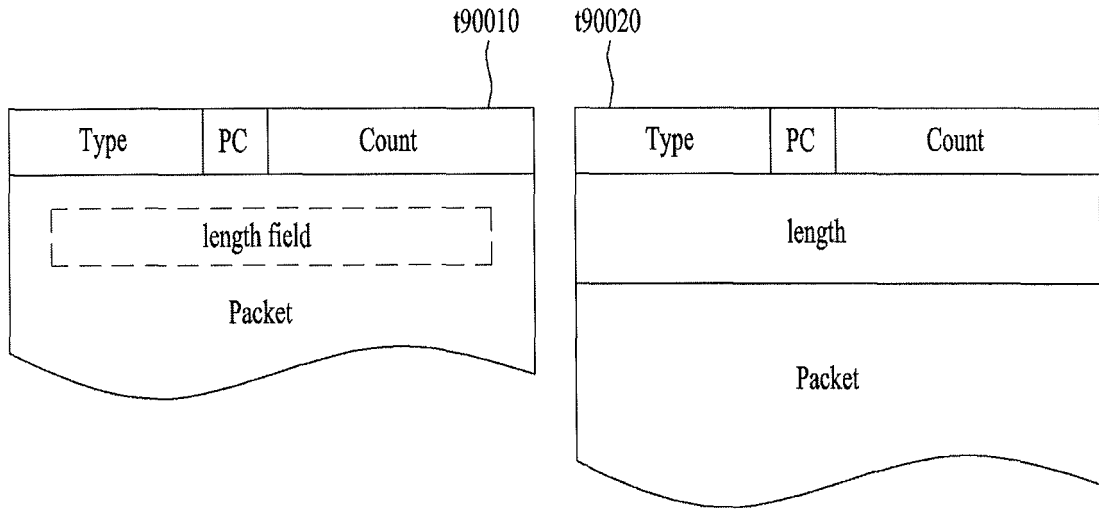 t90010 t90020
Type PC Count Type PC Count
length field length
Packet
Packet